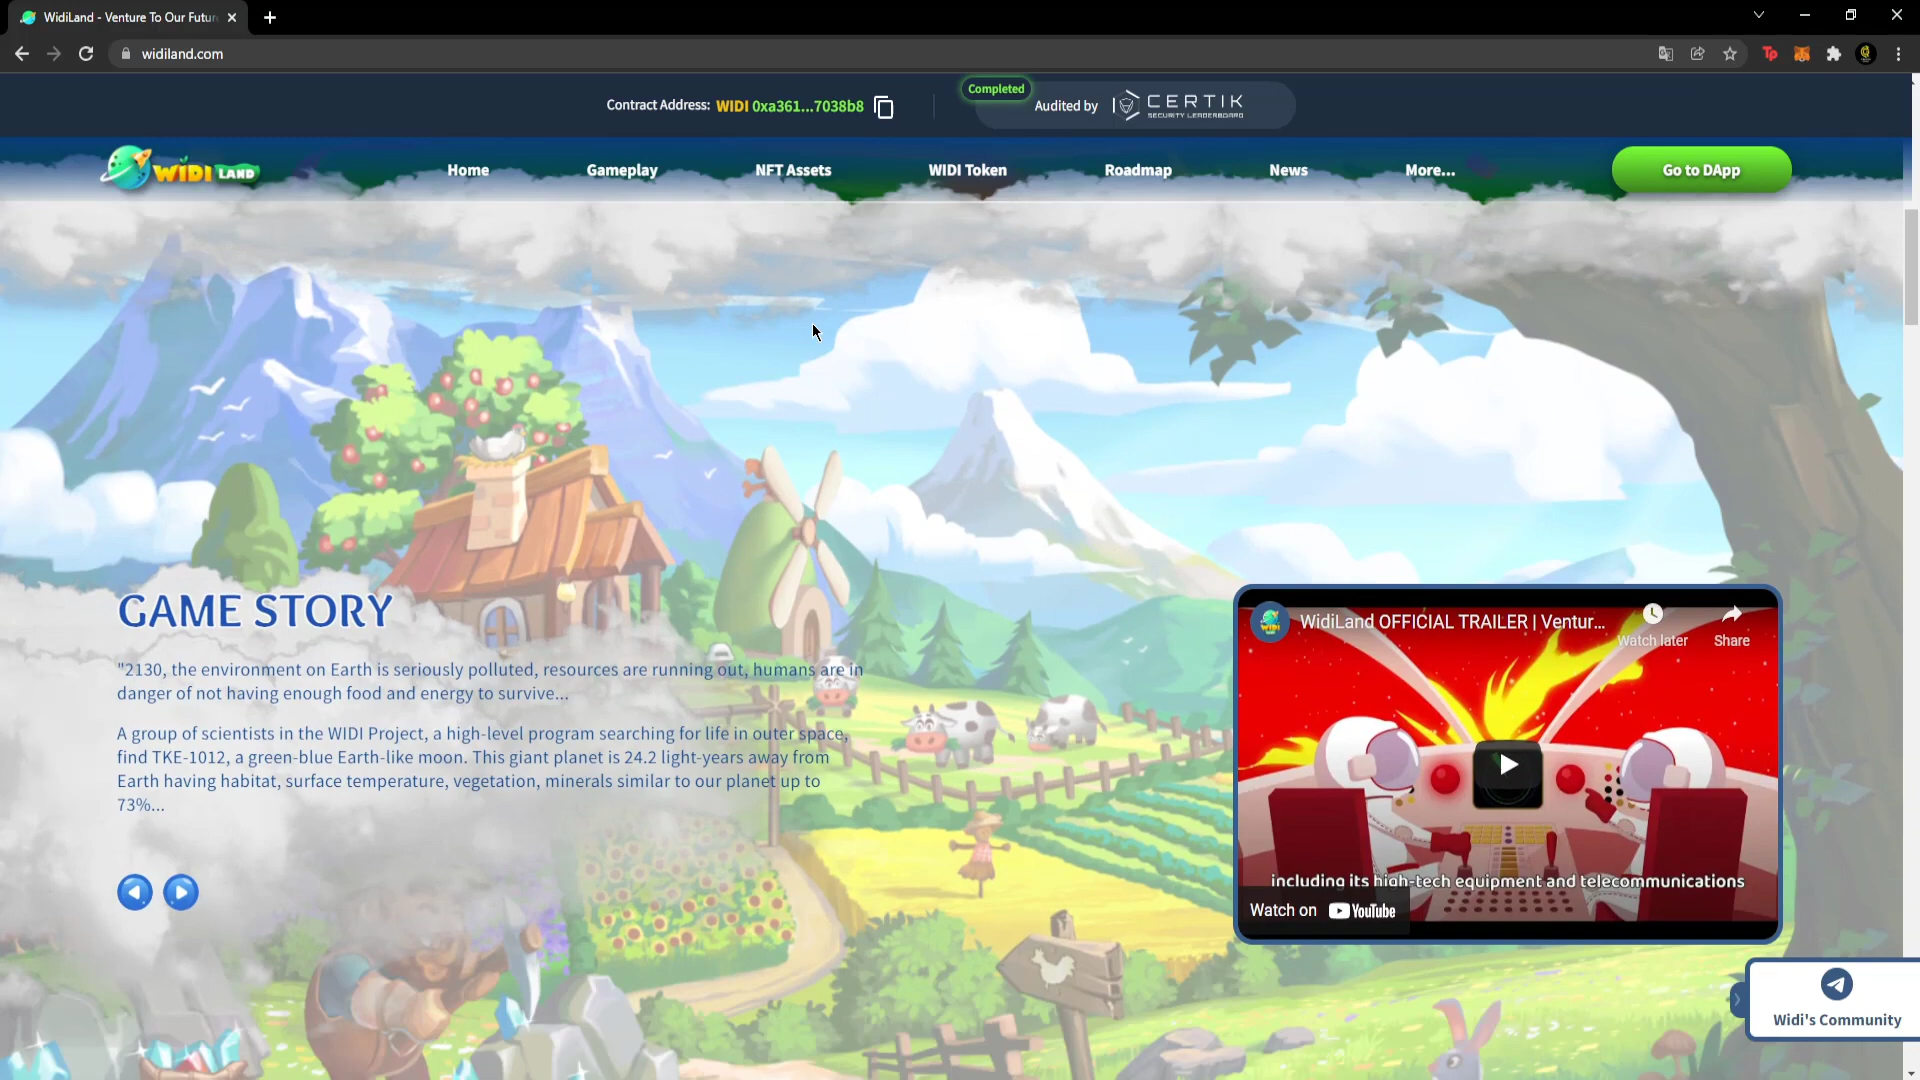 WidiLand - Venture To Our Futur
widiland.com
Contract Address: WIDI 0xa361...7038b8
Completed
Audited by CERTIK
SECURITY LEADERBOARD
WIDI LAND
Home
Gameplay
NFT Assets
WIDI Token
Roadmap
News
More...
Go to DApp
GAME STORY
"2130, the environment on Earth is seriously polluted, resources are running out, humans are in
danger of not having enough food and energy to survive...
A group of scientists in the WIDI Project, a high-level program searching for life in outer space,
find TKE-1012, a green-blue Earth-like moon. This giant planet is 24.2 light-years away from
Earth having habitat, surface temperature, vegetation, minerals similar to our planet up to
73%...
WidiLand OFFICIAL TRAILER | Ventur...
Watch later
Share
including its high-tech equipment and telecommunications
Watch on YouTube
Widi's Community